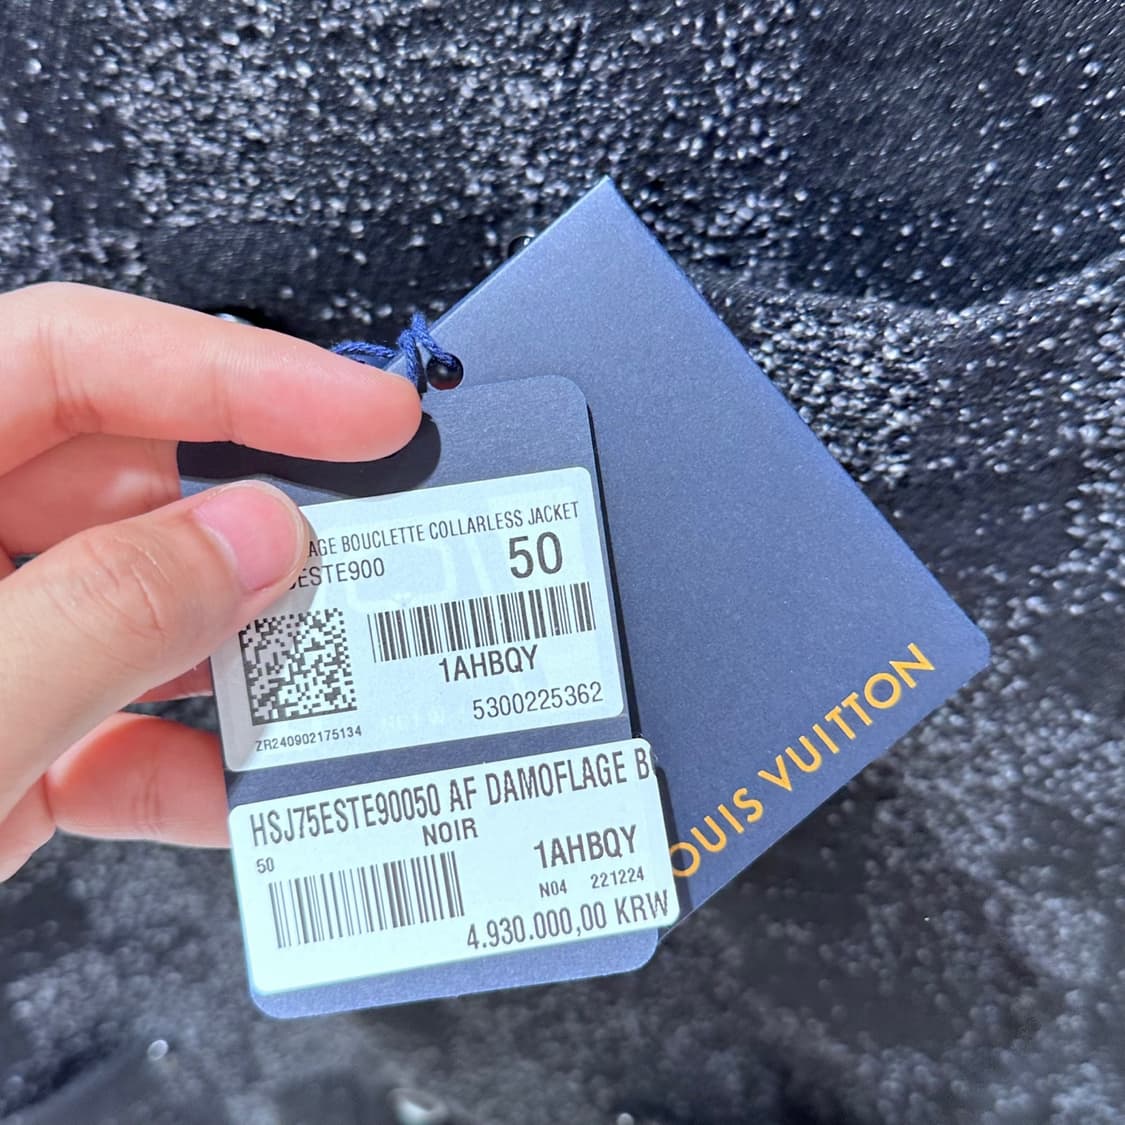 AGE BOUCLETTE COLLARLESS JACKET
ESTE900
50
1AHBQY
5300225362
ZR240902175134
HSJ75ESTE90050 AF DAMOFLAGE B
NOIR
50
1AHBQY
N04 221224
4.930.000,00 KRW
OUIS VUITTON